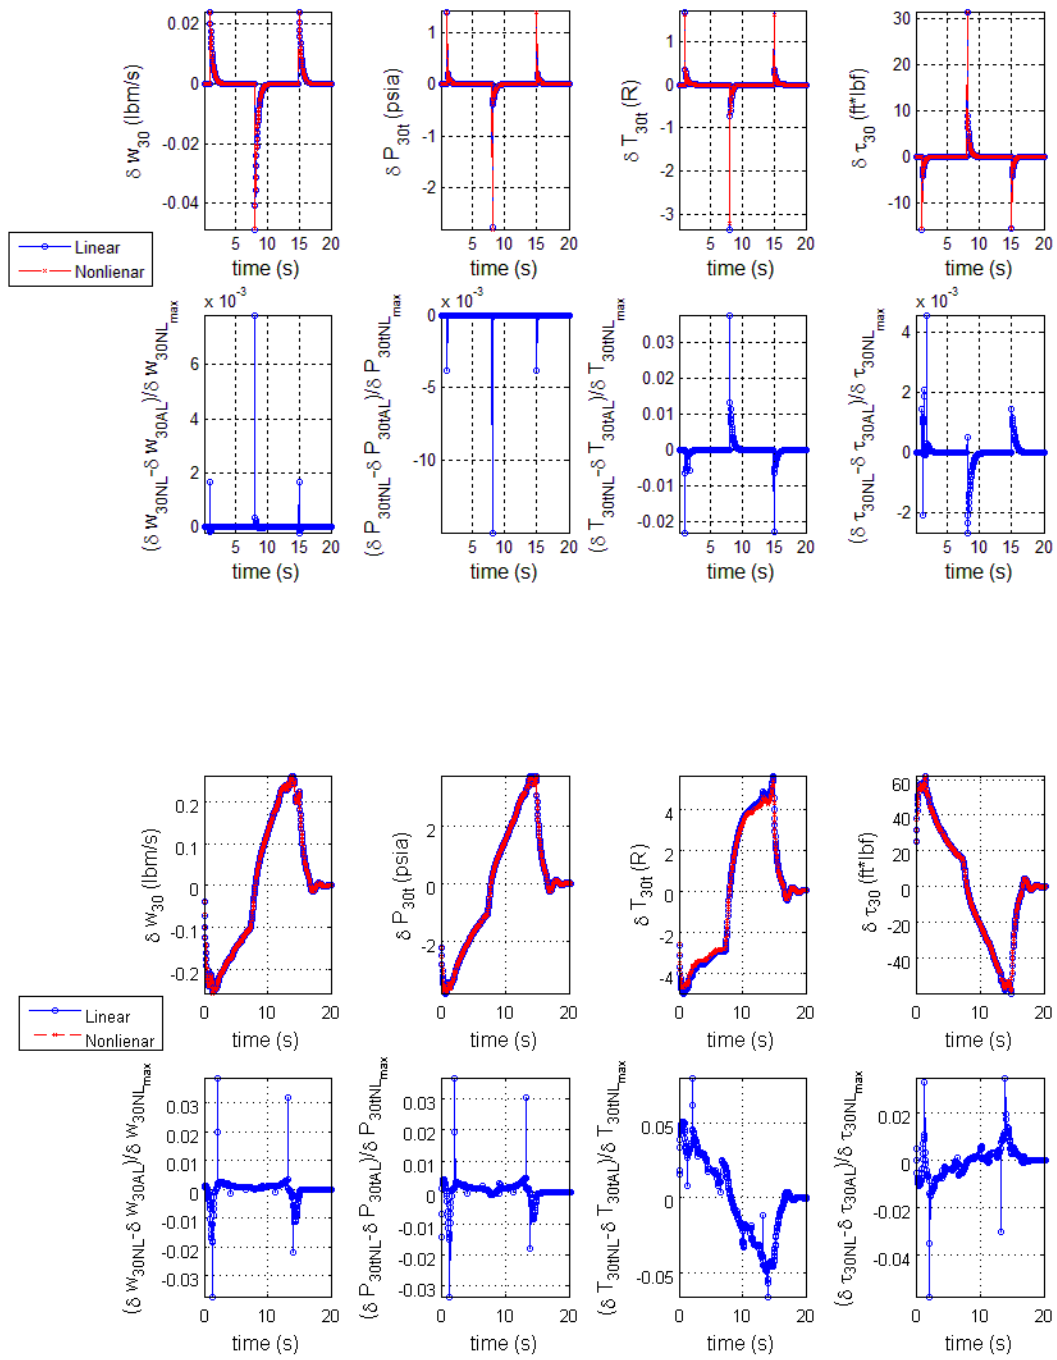 δ w30 (lbm/s)
0.02
0
-0.02
-0.04
5 10 15 20
time (s)
δ P30t (psia)
1
0
-1
-2
5 10 15 20
time (s)
δ T30t (R)
1
0
-1
-2
-3
5 10 15 20
time (s)
δ τ30 (ft*lbf)
30
20
10
0
-10
5 10 15 20
time (s)
Linear
Nonlienar
(δ w30NL-δ w30AL)/δ w30NLmax
x 10-3
6
4
2
0
5 10 15 20
time (s)
(δ P30tNL-δ P30tAL)/δ P30tNLmax
x 10-3
0
-5
-10
5 10 15 20
time (s)
(δ T30tNL-δ T30tAL)/δ T30tNLmax
0.03
0.02
0.01
0
-0.01
-0.02
5 10 15 20
time (s)
(δ τ30NL-δ τ30AL)/δ τ30NLmax
x 10-3
4
2
0
-2
5 10 15 20
time (s)
δ w30 (lbm/s)
0.2
0.1
0
-0.1
-0.2
0 10 20
time (s)
δ P30t (psia)
2
0
-2
0 10 20
time (s)
δ T30t (R)
4
2
0
-2
-4
0 10 20
time (s)
δ τ30 (ft*lbf)
60
40
20
0
-20
-40
0 10 20
time (s)
Linear
Nonlienar
(δ w30NL-δ w30AL)/δ w30NLmax
0.03
0.02
0.01
0
-0.01
-0.02
-0.03
0 10 20
time (s)
(δ P30tNL-δ P30tAL)/δ P30tNLmax
0.03
0.02
0.01
0
-0.01
-0.02
-0.03
0 10 20
time (s)
(δ T30tNL-δ T30tAL)/δ T30tNLmax
0.05
0
-0.05
0 10 20
time (s)
(δ τ30NL-δ τ30AL)/δ τ30NLmax
0.02
0
-0.02
-0.04
0 10 20
time (s)